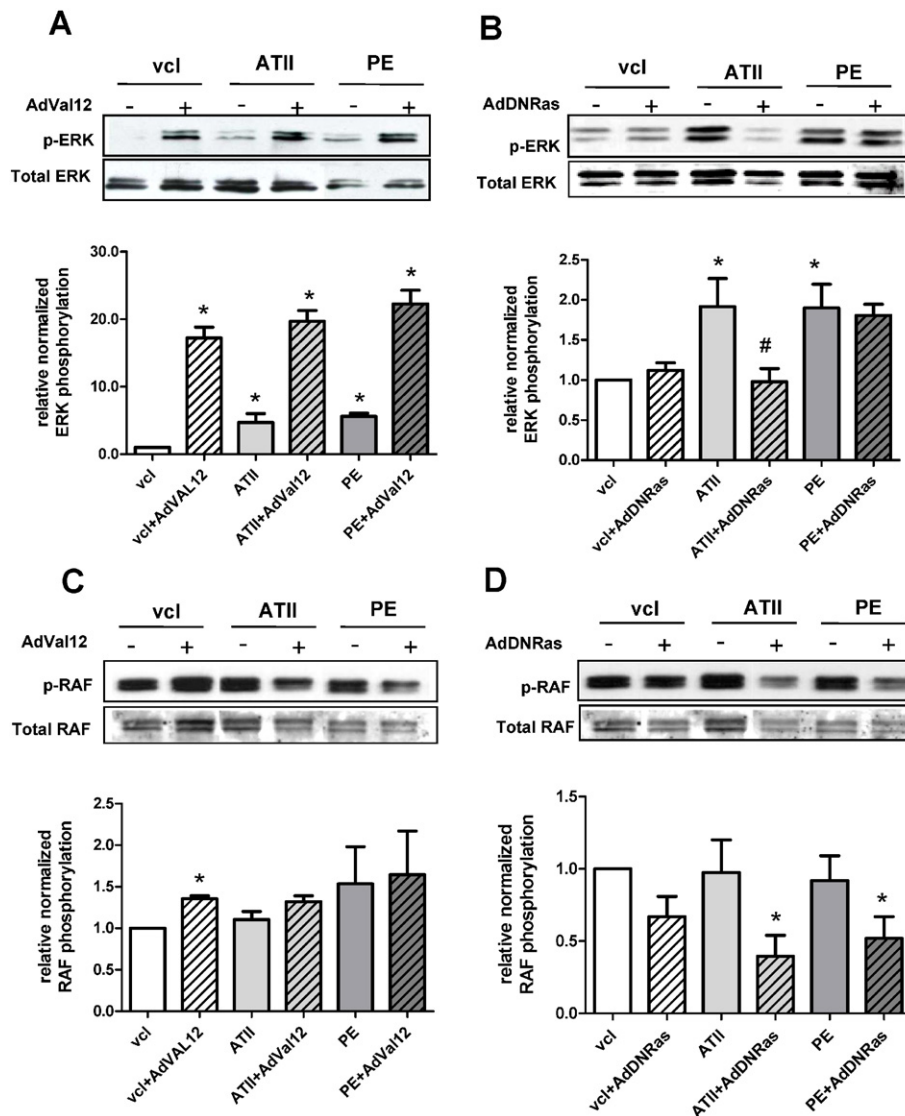 A
vcl ATII PE
AdVal12 - + - + - +
p-ERK
Total ERK
relative normalized
ERK phosphorylation
30.0
20.0
10.0
0.0
* * * * *
vcl
vcl+AdVAL12
ATII
ATII+AdVal12
PE
PE+AdVal12
B
vcl ATII PE
AdDNRas - + - + - +
p-ERK
Total ERK
relative normalized
ERK phosphorylation
2.5
2.0
1.5
1.0
0.5
* # *
vcl
vcl+AdDNRas
ATII
ATII+AdDNRas
PE
PE+AdDNRas
C
vcl ATII PE
AdVal12 - + - + - +
p-RAF
Total RAF
relative normalized
RAF phosphorylation
2.5
2.0
1.5
1.0
0.5
0.0
*
vcl
vcl+AdVAL12
ATII
ATII+AdVal12
PE
PE+AdVal12
D
vcl ATII PE
AdDNRas - + - + - +
p-RAF
Total RAF
relative normalized
RAF phosphorylation
1.5
1.0
0.5
0.0
* *
vcl
vcl+AdDNRas
ATII
ATII+AdDNRas
PE
PE+AdDNRas